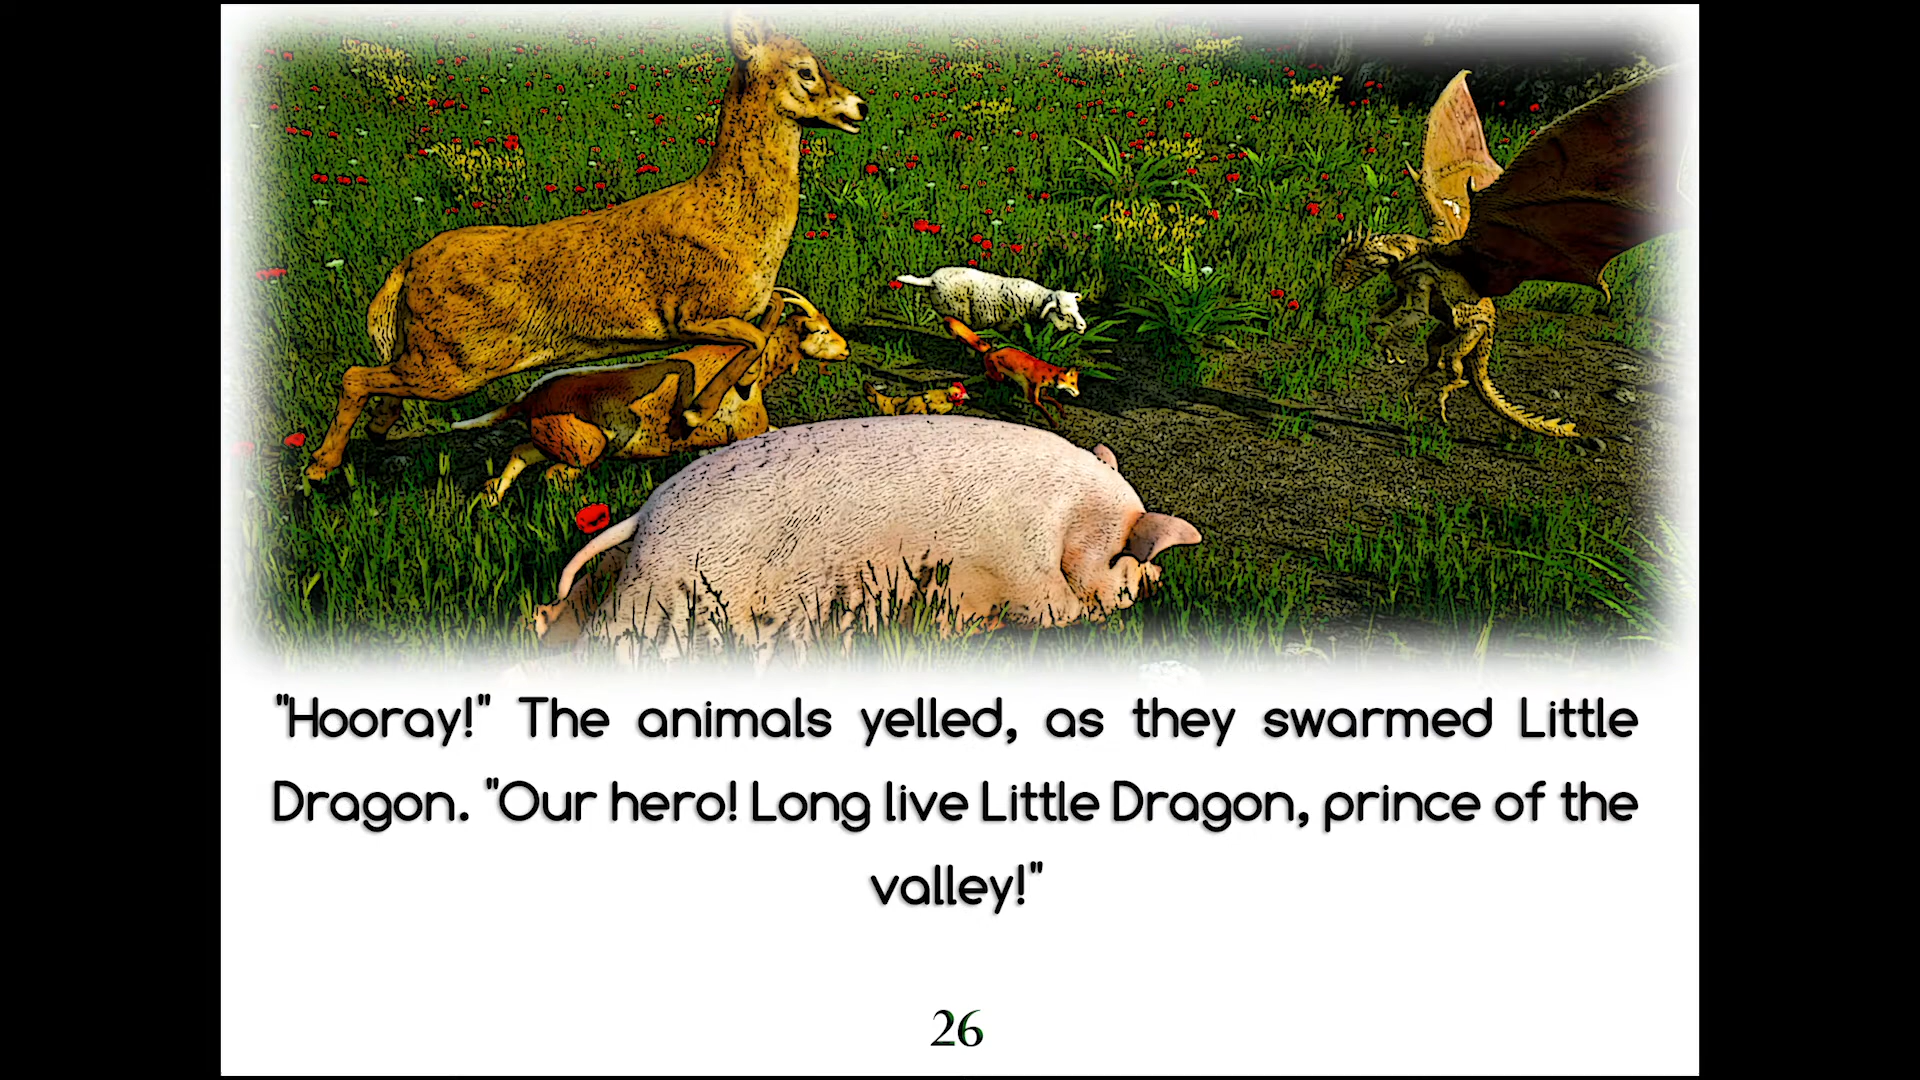 "Hooray!" The animals yelled, as they swarmed Little
Dragon. "Our hero! Long live Little Dragon, prince of the
valley!"
26